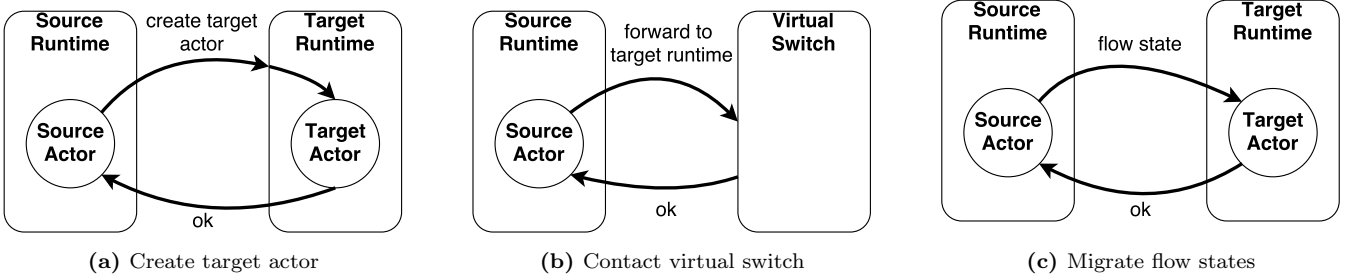 Source
Runtime
create target
actor
Target
Runtime
Source
Actor
Target
Actor
ok
(a) Create target actor
Source
Runtime
forward to
target runtime
Virtual
Switch
Source
Actor
ok
(b) Contact virtual switch
Source
Runtime
flow state
Target
Runtime
Source
Actor
Target
Actor
ok
(c) Migrate flow states